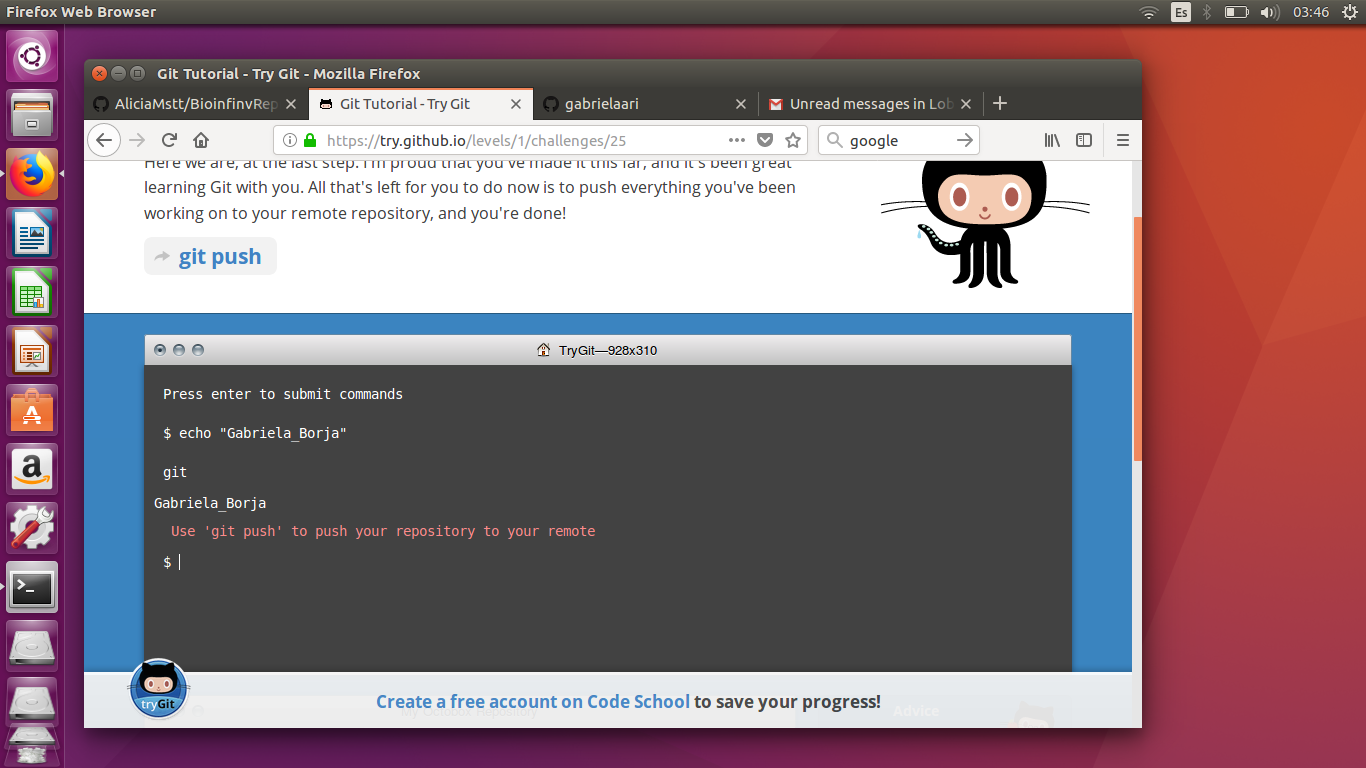 Firefox Web Browser
Es
03:46
Git Tutorial - Try Git - Mozilla Firefox
AliciaMstt/BioinfinvRep
Git Tutorial - Try Git
gabrielaari
Unread messages in Lob
https://try.github.io/levels/1/challenges/25
google
Here we are, at the last step. I'm proud that you've made it this far, and it's been great
learning Git with you. All that's left for you to do now is to push everything you've been
working on to your remote repository, and you're done!
git push
TryGit—928x310
Press enter to submit commands
$ echo "Gabriela_Borja"
git
Gabriela_Borja
Use 'git push' to push your repository to your remote
$
tryGit
Create a free account on Code School to save your progress!
My Octobox Repository
Advice